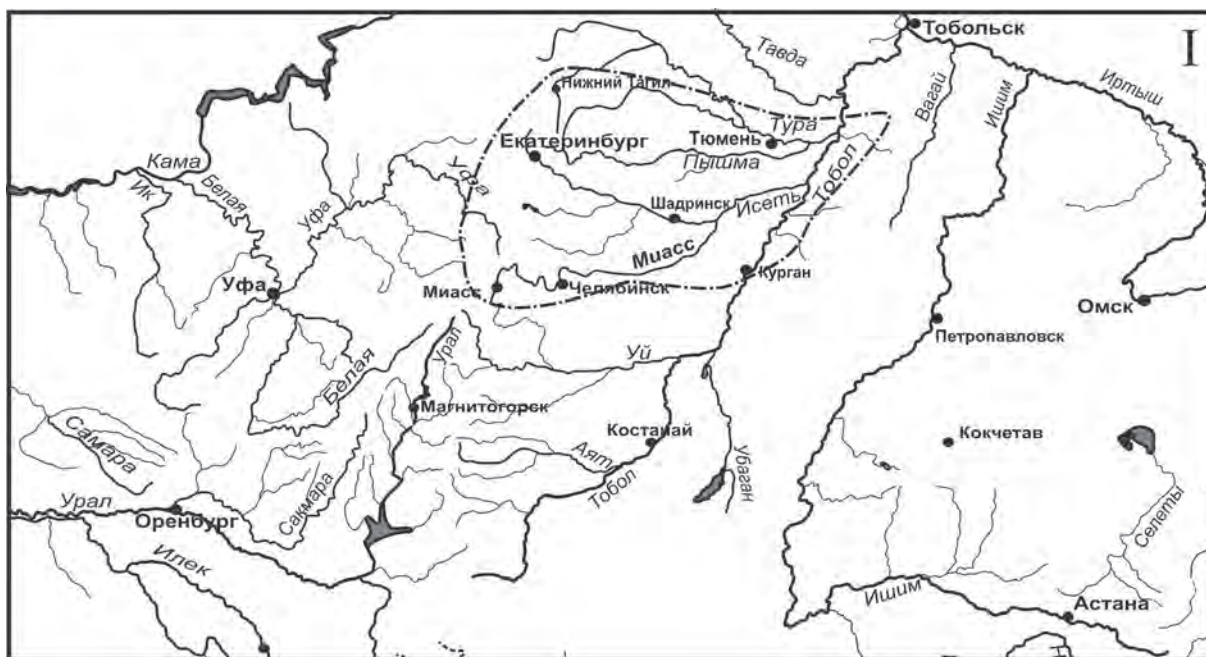 Тобольск
I
Тавда
Иртыш
Вагай
Ишим
Нижний Тагил
Тура
Екатеринбург
Тюмень
Пышма
Кама
Ик
Белая
Уфа
Уфа
Тобол
Шадринск
Исеть
Миасс
Курган
Уфа
Миасс
Челябинск
Омск
Петропавловск
Урал
Уй
Белая
Магнитогорск
Костанай
Кокчетав
Самара
Аят
Тобол
Убаган
Сакмара
Урал
Оренбург
Селеты
Илек
Ишим
Астана